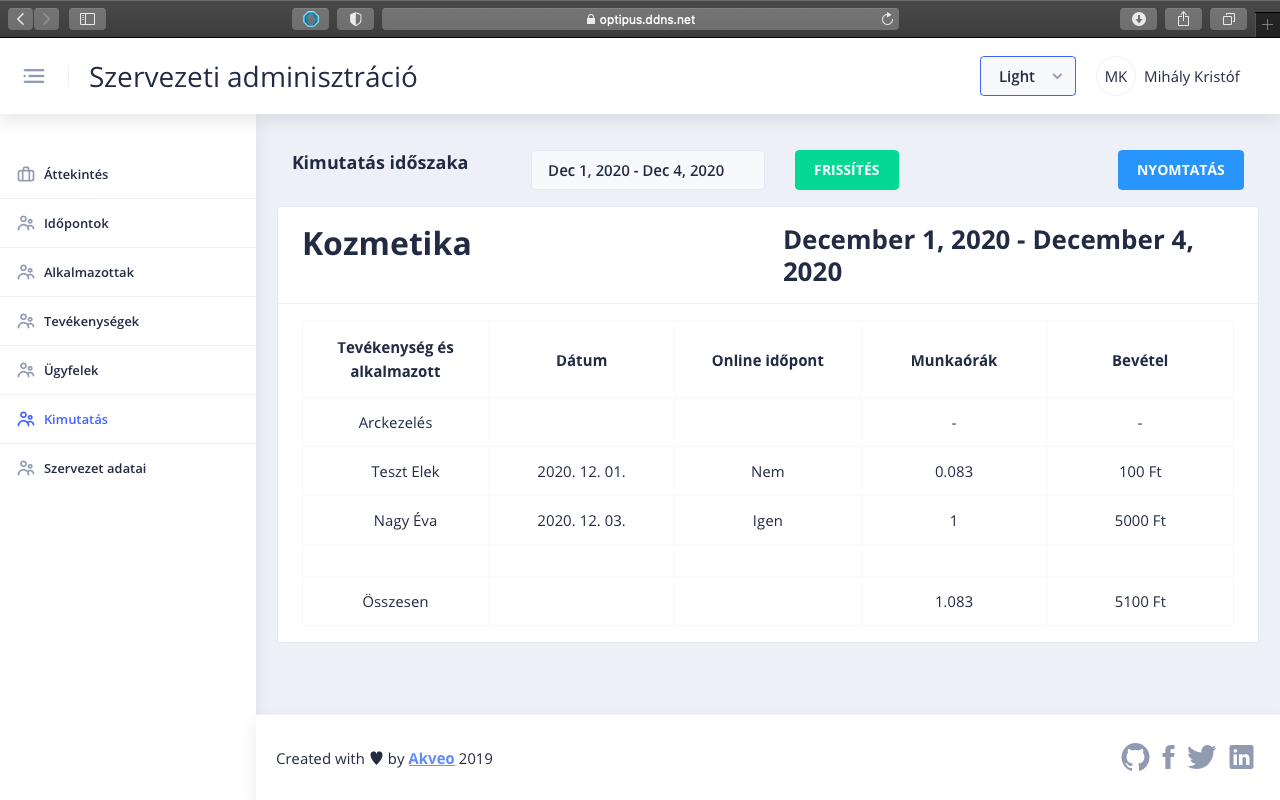 optipus.ddns.net
Szervezeti adminisztráció
Light
MK Mihály Kristóf
Áttekintés
Időpontok
Alkalmazottak
Tevékenységek
Ügyfelek
Kimutatás
Szervezet adatai
Kimutatás időszaka
Dec 1, 2020 - Dec 4, 2020
FRISSÍTÉS
NYOMTATÁS
Kozmetika
December 1, 2020 - December 4,
2020
Tevékenység és
alkalmazott
Dátum
Online időpont
Munkaórák
Bevétel
Arckezelés - -
Teszt Elek 2020. 12. 01. Nem 0.083 100 Ft
Nagy Éva 2020. 12. 03. Igen 1 5000 Ft
Összesen 1.083 5100 Ft
Created with ♥ by Akveo 2019